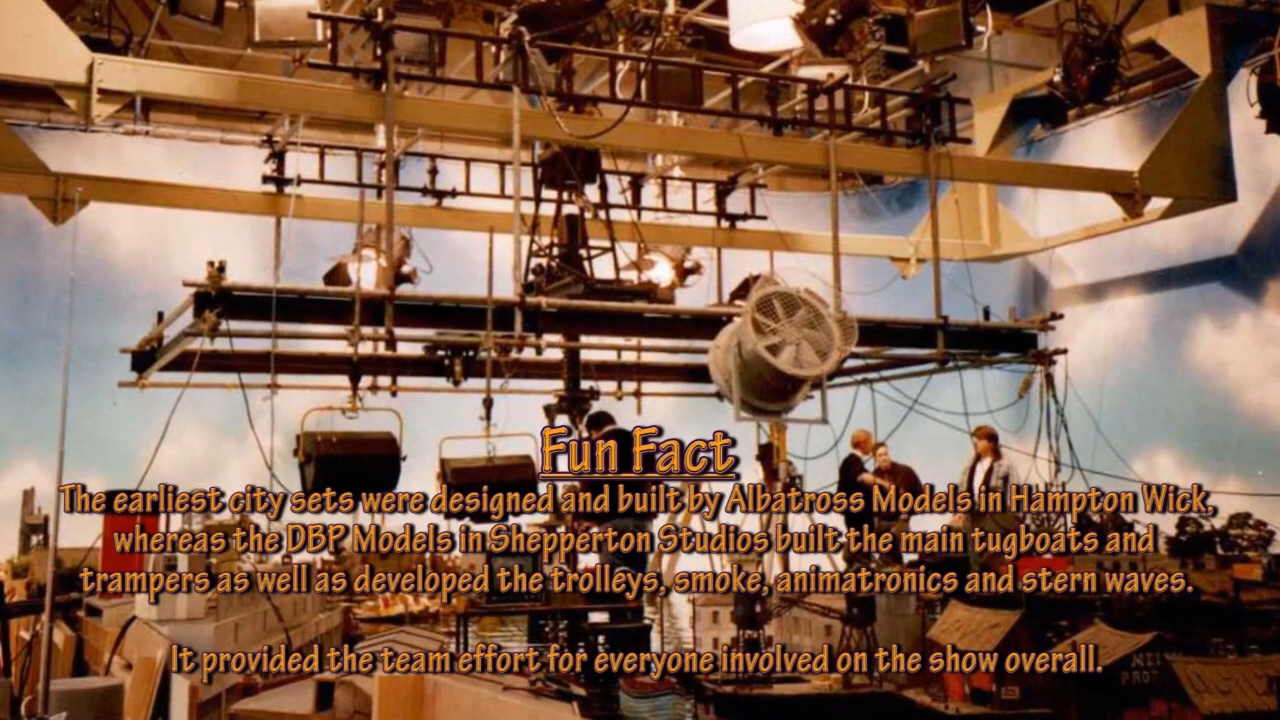 Fun Fact
The earliest city sets were designed and built by Albatross Models in Hampton Wick,
whereas the DBP Models in Shepperton Studios built the main tugboats and
trampers as well as developed the trolleys, smoke, animatronics and stern waves.
It provided the team effort for everyone involved on the show overall.